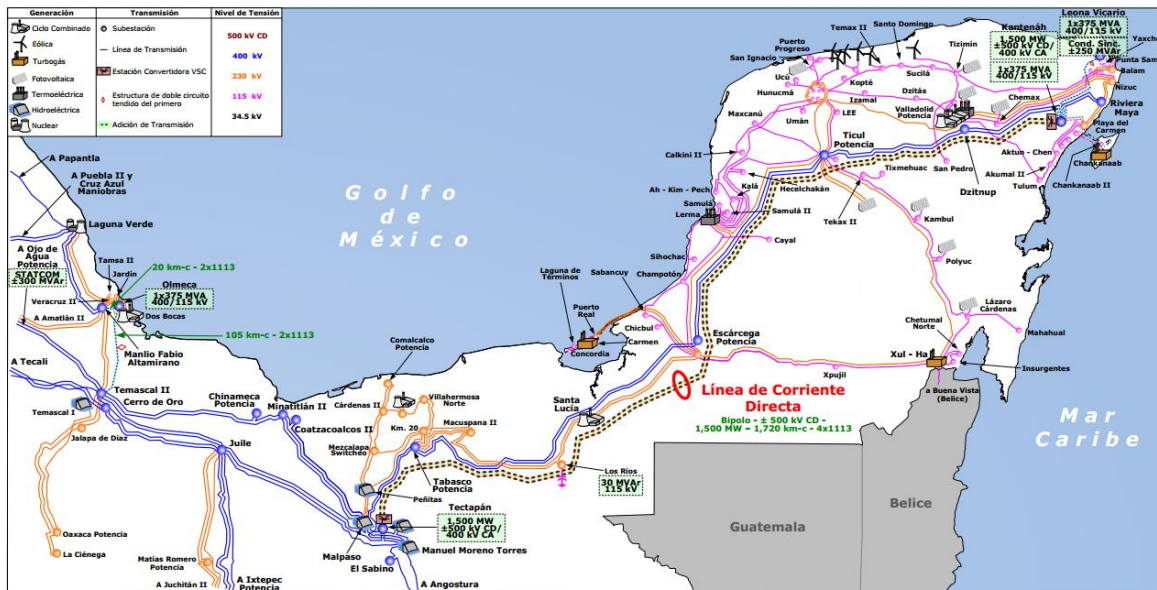 Generación
Transmisión
Nivel de Tensión
Ciclo Combinado
Eólica
Turbogás
Fotovoltaica
Termoeléctrica
Hidroeléctrica
Nuclear
Subestación
Línea de Transmisión
Estación Convertidora VSC
Estructura de doble circuito
tendido del primero
Adición de Transmisión
500 kV CD
400 kV
230 kV
115 kV
34.5 kV
Leona Vicario
1x375 MVA
400/115 kV
Cond. Sinc.
±250 MVAr
Kantenáh
1,500 MW
±500 kV CD/
400 kV CA
1x375 MVA
400/115 kV
Punta Sam
Balam
Nizuc
Riviera
Maya
Playa del
Carmen
Chankanaab
Chankanaab II
Aktun - Chen
Akumal II
Tulum
Temax II
Santo Domingo
Tizimín
Puerto
Progreso
San Ignacio
Ucú
Hunucmá
Kopté
Sucilá
Dzitás
Izamal
Umán
LEE
Maxcanú
Valladolid
Potencia
Chemax
Ticul
Potencia
Calkini II
San Pedro
Dzitnup
Tixmehuac
Hecelchakán
Ah - Kim - Pech
Kalá
Samulá
Lerma
Samulá II
Tekax II
Kambul
Cayal
Polyuc
Sihochac
Champotón
Sabancuy
Laguna de
Términos
Puerto
Real
Chicbul
Carmen
Concordia
Escárcega
Potencia
Lázaro
Cárdenas
Chetumal
Norte
Mahahual
Xul - Ha
Insurgentes
Xpujil
a Buena Vista
(Belice)
Golfo
de
México
Mar
Caribe
Guatemala
Belice
Línea de Corriente
Directa
Bipolo - ± 500 kV CD -
1,500 MW - 1,720 km-c - 4x1113
A Papantla
A Puebla II y
Cruz Azul
Maniobras
Laguna Verde
A Ojo de
Agua
Potencia
Tamsa II
Jardín
20 km-c - 2x1113
STATCOM
±300 MVAr
Olmeca
1x375 MVA
400/115 kV
Veracruz II
Dos Bocas
A Amatlán II
105 km-c - 2x1113
Manlio Fabio
Altamirano
A Tecali
Temascal II
Cerro de Oro
Temascal I
Jalapa de Díaz
Chinameca
Potencia
Minatitlán II
Coatzacoalcos II
Juile
Oaxaca Potencia
La Ciénega
Matías Romero
Potencia
A Juchitán II
A Ixtepec
Potencia
Comalcalco
Potencia
Cárdenas II
Villahermosa
Norte
Km. 20
Macuspana II
Mezcalapa
Switcheo
Tabasco
Potencia
Peñitas
Santa
Lucía
Los Ríos
30 MVAr
115 kV
Tectapán
1,500 MW
±500 kV CD/
400 kV CA
Malpaso
Manuel Moreno Torres
El Sabino
A Angostura